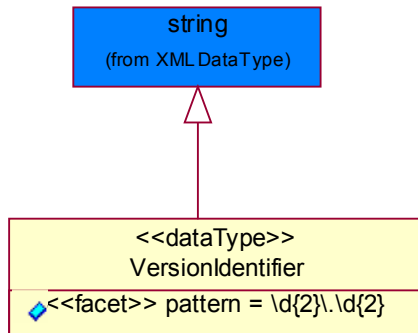 string
(from XMLDataType)
<<dataType>>
VersionIdentifier
<<facet>> pattern = \d{2}\.\d{2}